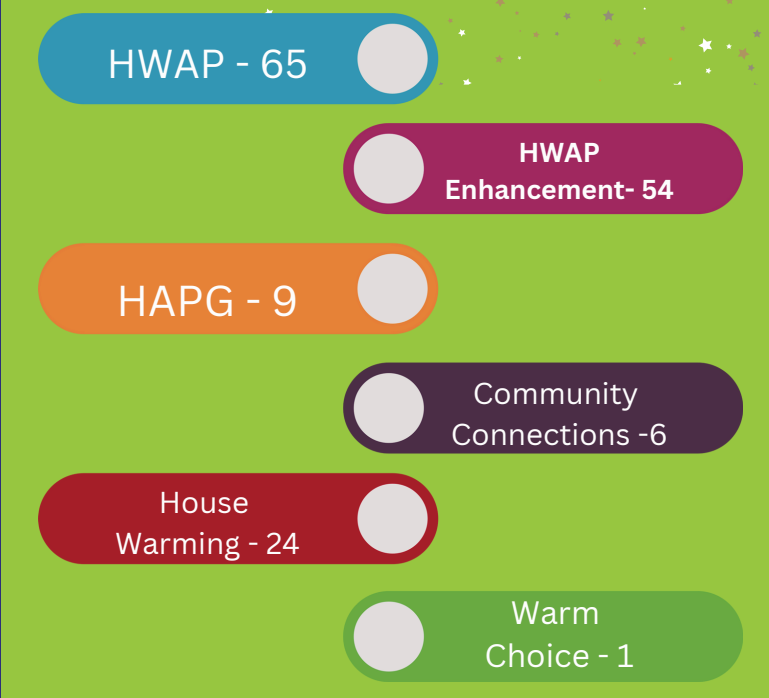 HWAP - 65
HWAP
Enhancement- 54
HAPG - 9
Community
Connections -6
House
Warming - 24
Warm
Choice - 1